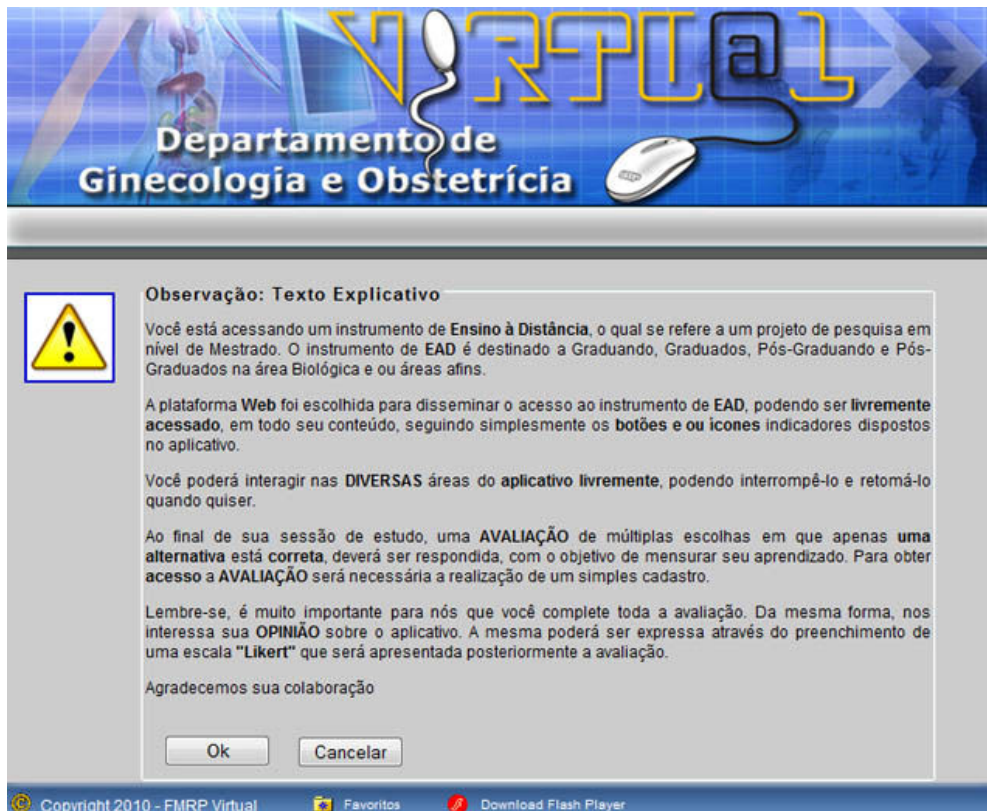 VIRTU@L
Departamento de
Ginecologia e Obstetrícia
Observação: Texto Explicativo
Você está acessando um instrumento de Ensino à Distância, o qual se refere a um projeto de pesquisa em
nível de Mestrado. O instrumento de EAD é destinado a Graduando, Graduados, Pós-Graduando e Pós-
Graduados na área Biológica e ou áreas afins.
A plataforma Web foi escolhida para disseminar o acesso ao instrumento de EAD, podendo ser livremente
acessado, em todo seu conteúdo, seguindo simplesmente os botões e ou ícones indicadores dispostos
no aplicativo.
Você poderá interagir nas DIVERSAS áreas do aplicativo livremente, podendo interrompê-lo e retomá-lo
quando quiser.
Ao final de sua sessão de estudo, uma AVALIAÇÃO de múltiplas escolhas em que apenas uma
alternativa está correta, deverá ser respondida, com o objetivo de mensurar seu aprendizado. Para obter
acesso a AVALIAÇÃO será necessária a realização de um simples cadastro.
Lembre-se, é muito importante para nós que você complete toda a avaliação. Da mesma forma, nos
interessa sua OPINIÃO sobre o aplicativo. A mesma poderá ser expressa através do preenchimento de
uma escala "Likert" que será apresentada posteriormente a avaliação.
Agradecemos sua colaboração
Ok Cancelar
© Copyright 2010 - FMRP Virtual Favoritos Download Flash Player